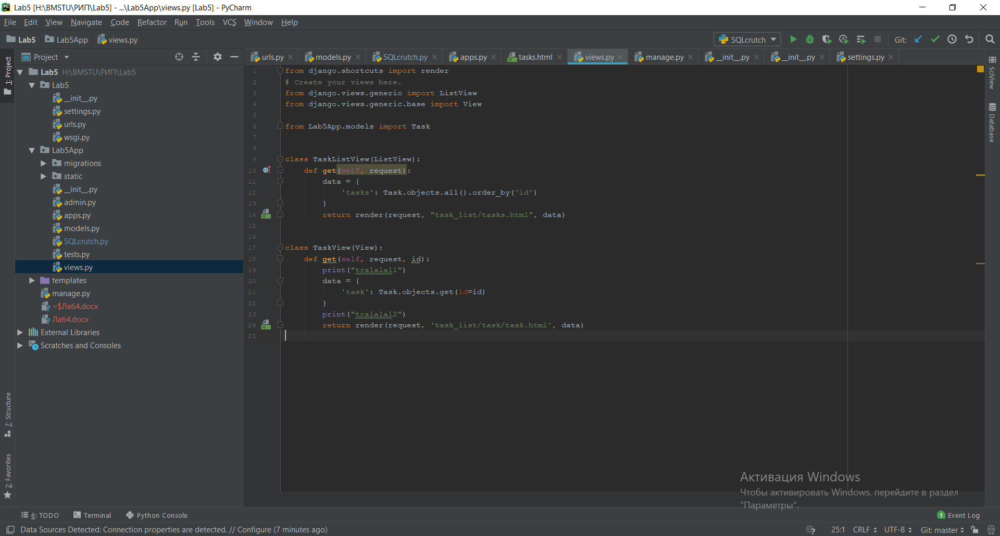 Lab5 [H:\BMSTU\РИП\Lab5] - ...\Lab5App\views.py [Lab5] - PyCharm
File Edit View Navigate Code Refactor Run Tools VCS Window Help
Lab5 Lab5App views.py
SQLcrutch Git:
Project
urls.py models.py SQLcrutch.py apps.py tasks.html views.py manage.py __init__.py __init__.py settings.py
1: Project
7: Structure
2: Favorites
Lab5 H:\BMSTU\РИП\Lab5
Lab5
__init__.py
settings.py
urls.py
wsgi.py
Lab5App
migrations
static
__init__.py
admin.py
apps.py
models.py
SQLcrutch.py
tests.py
views.py
templates
manage.py
~$Ла64.docx
Ла64.docx
External Libraries
Scratches and Consoles
1 from django.shortcuts import render
2 # Create your views here.
3 from django.views.generic import ListView
4 from django.views.generic.base import View
5
6 from Lab5App.models import Task
7
8
9 class TaskListView(ListView):
10 def get(self, request):
11 data = {
12 'tasks': Task.objects.all().order_by('id')
13 }
14 return render(request, "task_list/tasks.html", data)
15
16
17 class TaskView(View):
18 def get(self, request, id):
19 print("tralalal1")
20 data = {
21 'task': Task.objects.get(id=id)
22 }
23 print("tralalal2")
24 return render(request, 'task_list/task/task.html', data)
25
SciView
Database
Активация Windows
Чтобы активировать Windows, перейдите в раздел
"Параметры".
6: TODO Terminal Python Console 1 Event Log
Data Sources Detected: Connection properties are detected. // Configure (7 minutes ago) 25:1 CRLF UTF-8 Git: master